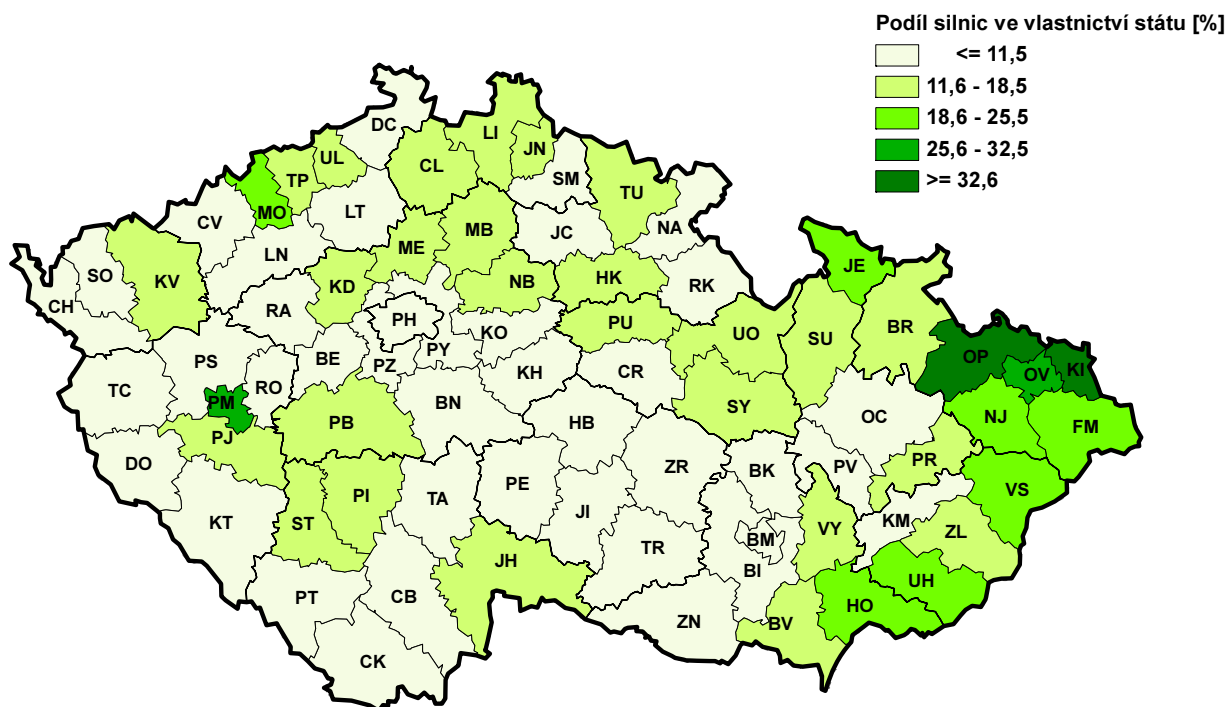 Podíl silnic ve vlastnictví státu [%]
<= 11,5
11,6 - 18,5
18,6 - 25,5
25,6 - 32,5
>= 32,6
DC
LI
JN
UL
CL
TP
SM
TU
MO
CV
LT
MB
JC
NA
ME
LN
SO
KV
KD
NB
HK
RK
JE
CH
RA
PH
KO
PU
UO
SU
BR
PS
BE
PZ
PY
OP
OV
KI
TC
RO
KH
CR
PM
BN
SY
PB
HB
OC
NJ
FM
PJ
DO
PR
ZR
BK
PV
PE
PI
TA
VS
KT
ST
JI
VY
KM
ZL
TR
BM
BI
JH
UH
PT
CB
HO
ZN
BV
CK